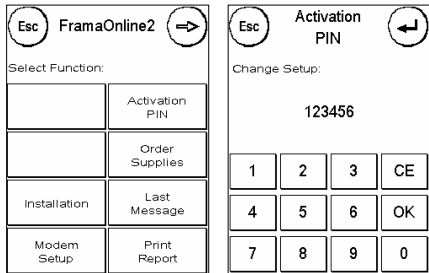 Esc FramaOnline2
Select Function:
Activation
PIN
Order
Supplies
Installation
Last
Message
Modem
Setup
Print
Report
Esc
Activation
PIN
Change Setup:
123456
1 2 3 CE
4 5 6 OK
7 8 9 0